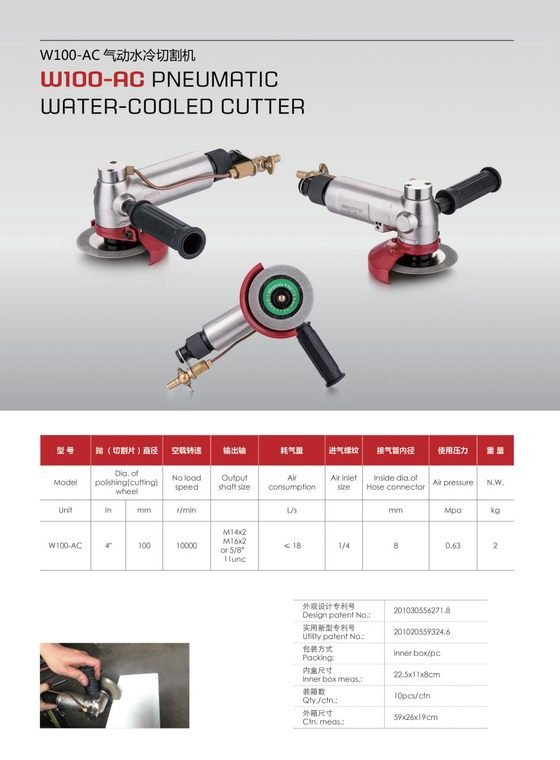 W100-AC 气动水冷切割机
W100-AC PNEUMATIC
WATER-COOLED CUTTER
型 号 抛（切割片）直径 空载转速 输出轴 耗气量 进气螺纹 接气管内径 使用压力 重 量
Model Dia. of polishing(cutting) wheel No load speed Output shaft size Air consumption Air inlet size Inside dia.of Hose connector Air pressure N.W.
Unit In mm r/min L/s mm Mpa kg
W100-AC 4" 100 10000 M14x2 M16x2 or 5/8" 11unc ≤ 18 1/4 8 0.63 2
外观设计专利号
Design patent No.: 201030556271.8
实用新型专利号
Utility patent No.: 201020559324.6
包装方式
Packing: inner box/pc
内盒尺寸
Inner box meas.: 22.5x11x8cm
装箱数
Qty./ctn.: 10pcs/ctn
外箱尺寸
Ctn. meas.: 59x26x19cm